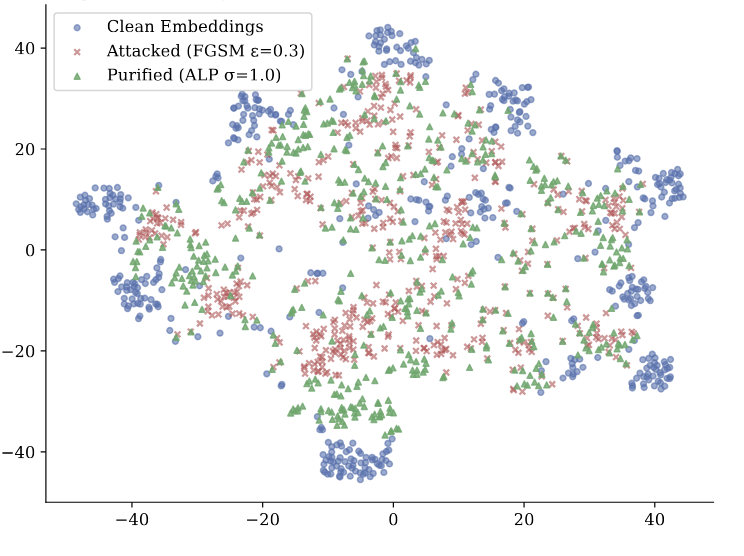 Clean Embeddings
Attacked (FGSM ε=0.3)
Purified (ALP σ=1.0)
40
20
0
−20
−40
−40 −20 0 20 40